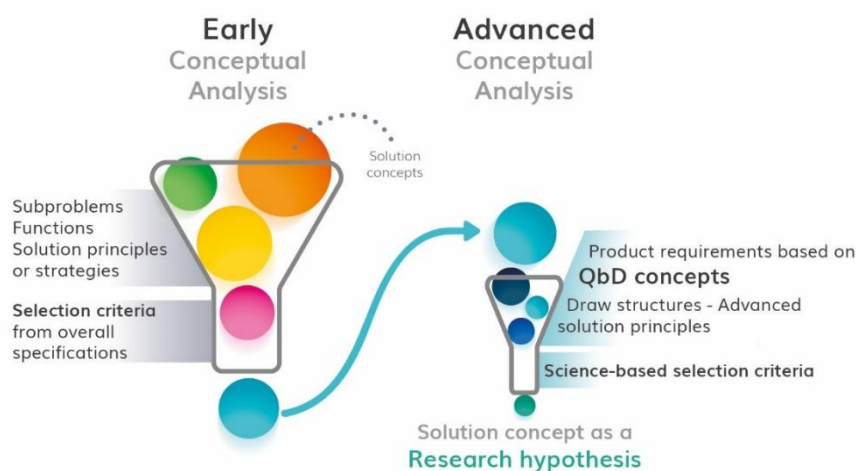 Early
Conceptual
Analysis
Advanced
Conceptual
Analysis
Solution
concepts
Subproblems
Functions
Solution principles
or strategies
Selection criteria
from overall
specifications
Product requirements based on
QbD concepts
Draw structures - Advanced
solution principles
Science-based selection criteria
Solution concept as a
Research hypothesis